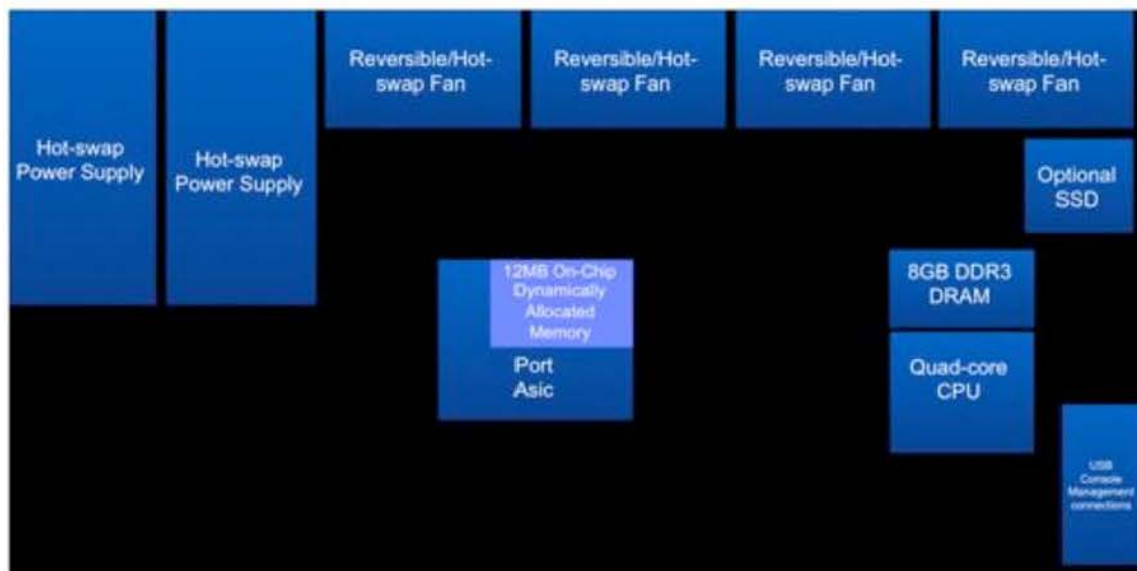 Hot-swap
Power Supply
Hot-swap
Power Supply
Reversible/Hot-
swap Fan
Reversible/Hot-
swap Fan
Reversible/Hot-
swap Fan
Reversible/Hot-
swap Fan
Optional
SSD
12MB On-Chip
Dynamically
Allocated
Memory
Port
Asic
8GB DDR3
DRAM
Quad-core
CPU
USB
Console
Management
connections